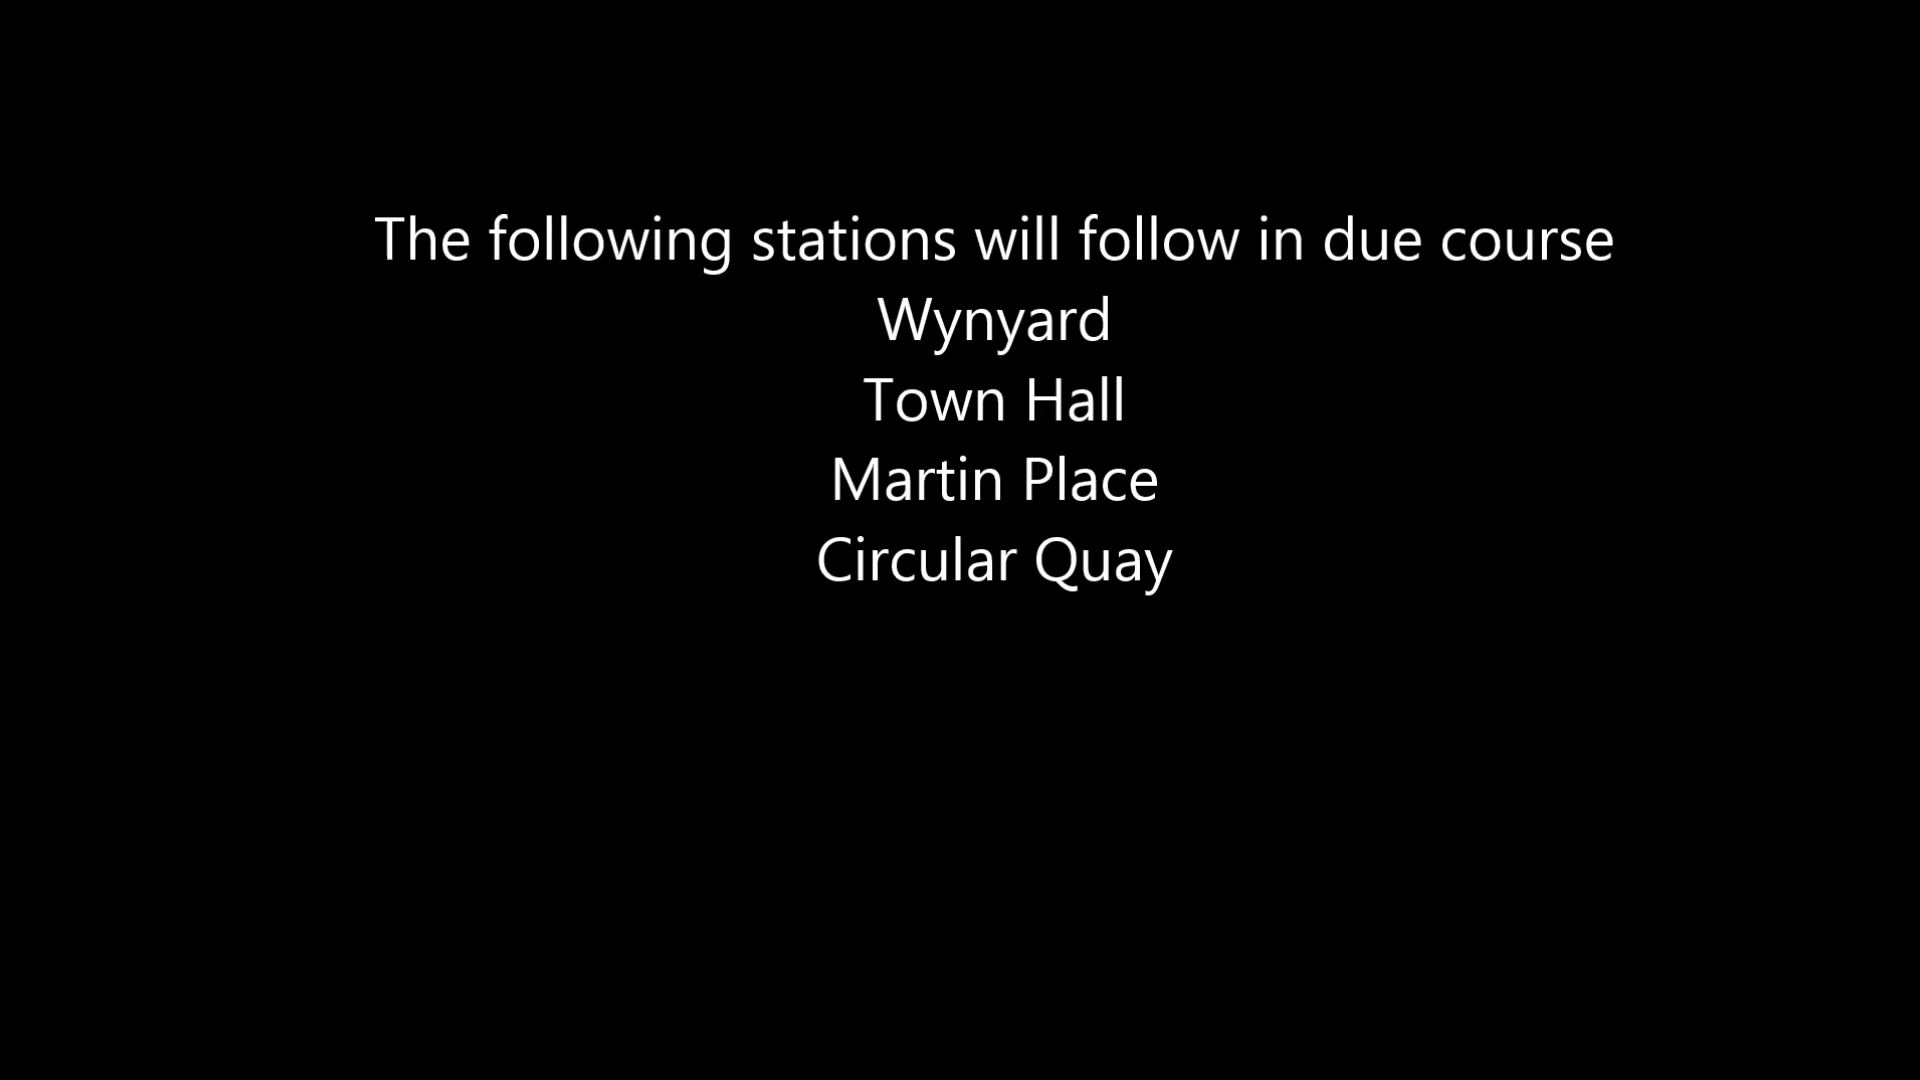 The following stations will follow in due course
Wynyard
Town Hall
Martin Place
Circular Quay